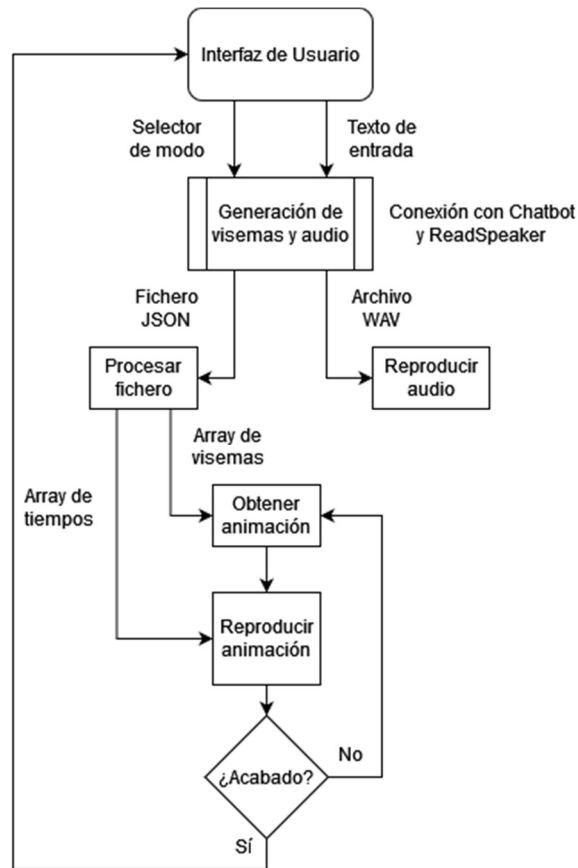 Interfaz de Usuario
Selector
de modo
Texto de
entrada
Generación de
visemas y audio
Conexión con Chatbot
y ReadSpeaker
Fichero
JSON
Archivo
WAV
Procesar
fichero
Reproducir
audio
Array de
visemas
Array de
tiempos
Obtener
animación
Reproducir
animación
¿Acabado?
No
Sí